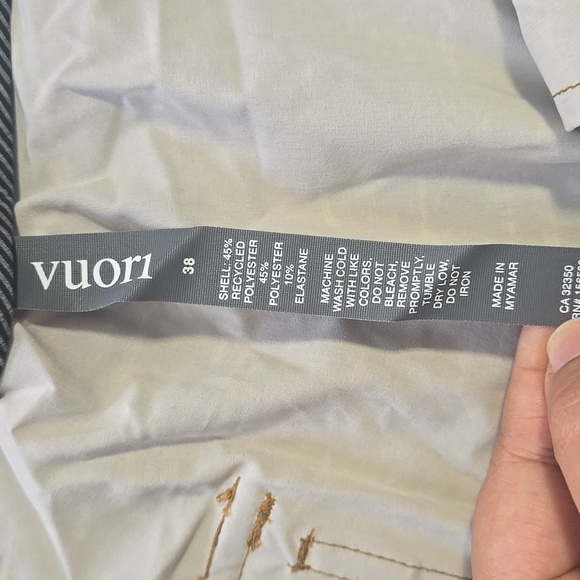 vuori
38
SHELL: 45%
RECYCLED
POLYESTER
45%
POLYESTER
10%
ELASTANE
MACHINE
WASH COLD
WITH LIKE
COLORS.
DO NOT
BLEACH.
REMOVE
PROMPTLY.
TUMBLE
DRY LOW,
DO NOT
IRON
MADE IN
MYAMAR
CA 32350